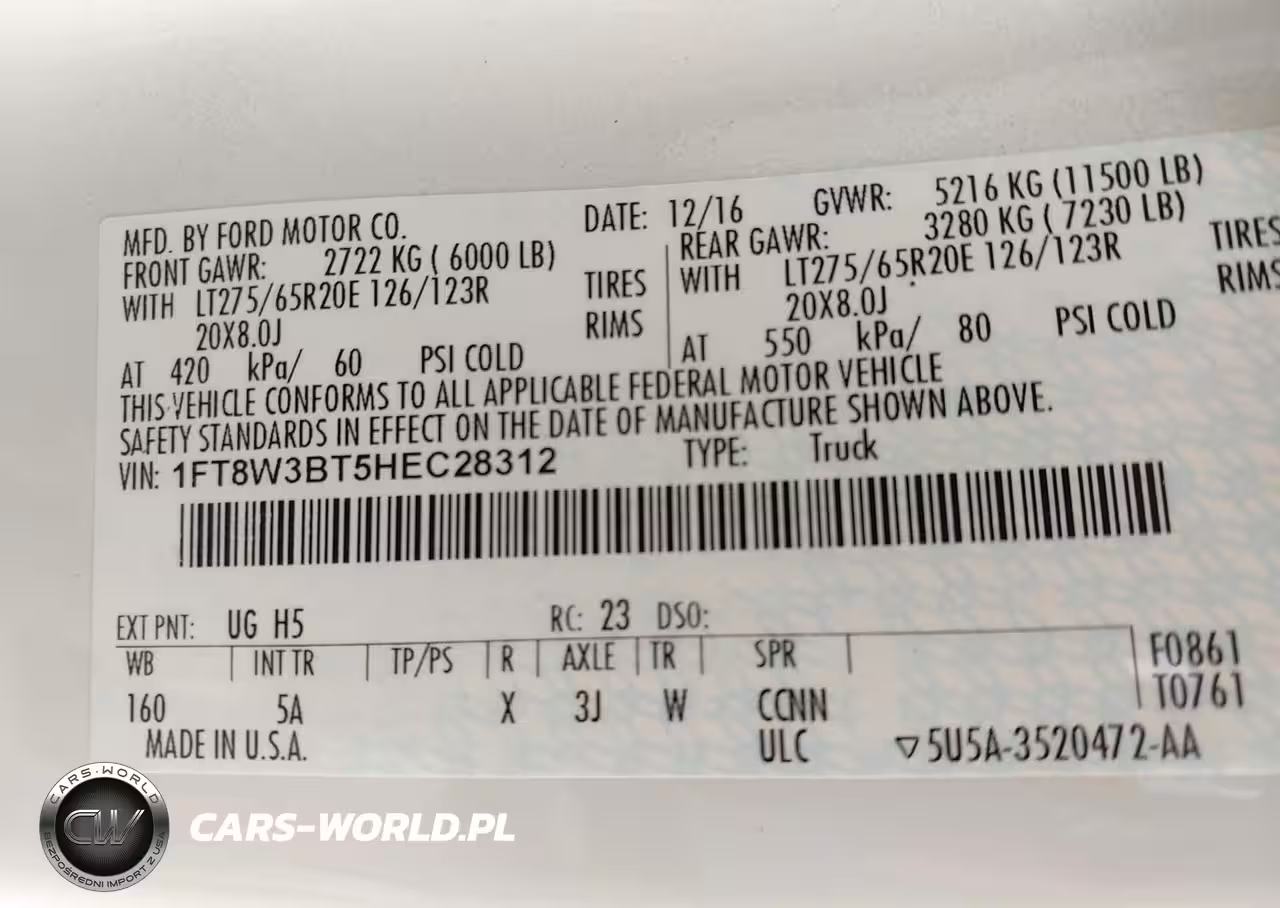 MFD. BY FORD MOTOR CO. DATE: 12/16 GVWR: 5216 KG (11500 LB)
FRONT GAWR: 2722 KG ( 6000 LB) REAR GAWR: 3280 KG ( 7230 LB)
WITH LT275/65R20E 126/123R TIRES WITH LT275/65R20E 126/123R TIRES
20X8.0J RIMS 20X8.0J RIMS
AT 420 kPa/ 60 PSI COLD AT 550 kPa/ 80 PSI COLD
THIS VEHICLE CONFORMS TO ALL APPLICABLE FEDERAL MOTOR VEHICLE
SAFETY STANDARDS IN EFFECT ON THE DATE OF MANUFACTURE SHOWN ABOVE.
VIN: 1FT8W3BT5HEC28312 TYPE: Truck
EXT PNT: UG H5 RC: 23 DSO:
WB INT TR TP/PS R AXLE TR SPR F0861
160 5A X 3J W CCNN T0761
MADE IN U.S.A. ULC ▽5U5A-3520472-AA
CARS-WORLD
CW
BEZPOŚREDNI IMPORT Z USA
CARS-WORLD.PL